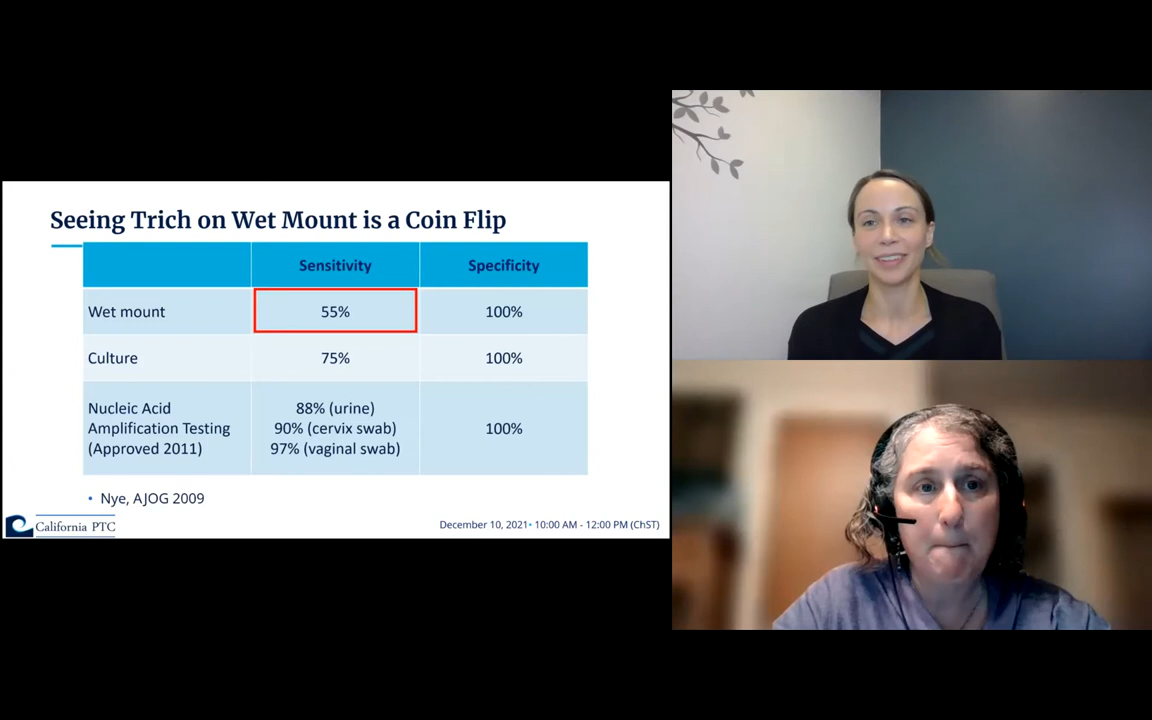 Seeing Trich on Wet Mount is a Coin Flip
Sensitivity Specificity
Wet mount 55% 100%
Culture 75% 100%
Nucleic Acid
Amplification Testing
(Approved 2011)
88% (urine)
90% (cervix swab)
97% (vaginal swab)
100%
• Nye, AJOG 2009
California PTC
December 10, 2021• 10:00 AM - 12:00 PM (ChST)